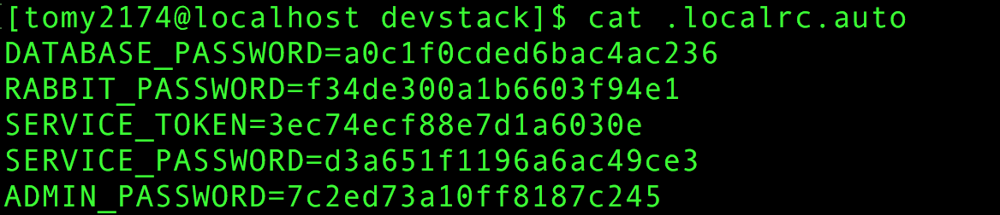 [tomy2174@localhost devstack]$ cat .localrc.auto
DATABASE_PASSWORD=a0c1f0cded6bac4ac236
RABBIT_PASSWORD=f34de300a1b6603f94e1
SERVICE_TOKEN=3ec74ecf88e7d1a6030e
SERVICE_PASSWORD=d3a651f1196a6ac49ce3
ADMIN_PASSWORD=7c2ed73a10ff8187c245